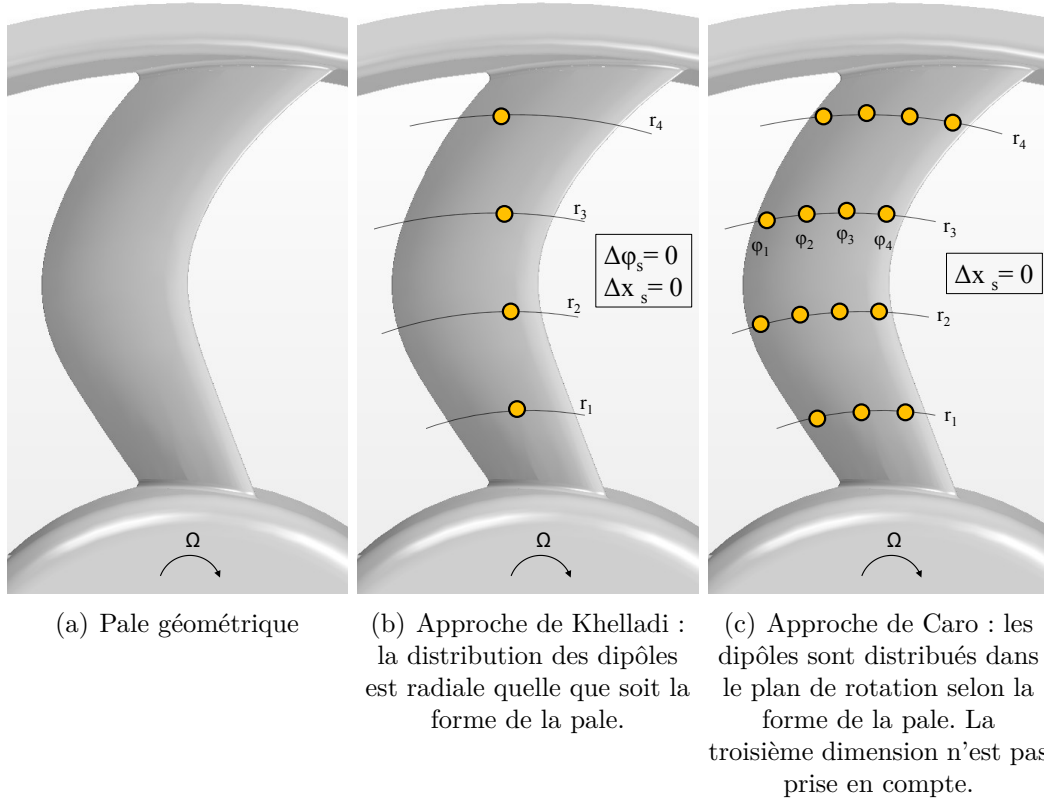 Ω
(a) Pale géométrique
r₄
r₃
Δφₛ= 0
Δx ₛ= 0
r₂
r₁
Ω
(b) Approche de Khelladi :
la distribution des dipôles
est radiale quelle que soit la
forme de la pale.
r₄
r₃
φ₁ φ₂ φ₃ φ₄
Δx ₛ= 0
r₂
r₁
Ω
(c) Approche de Caro : les
dipôles sont distribués dans
le plan de rotation selon la
forme de la pale. La
troisième dimension n'est pas
prise en compte.